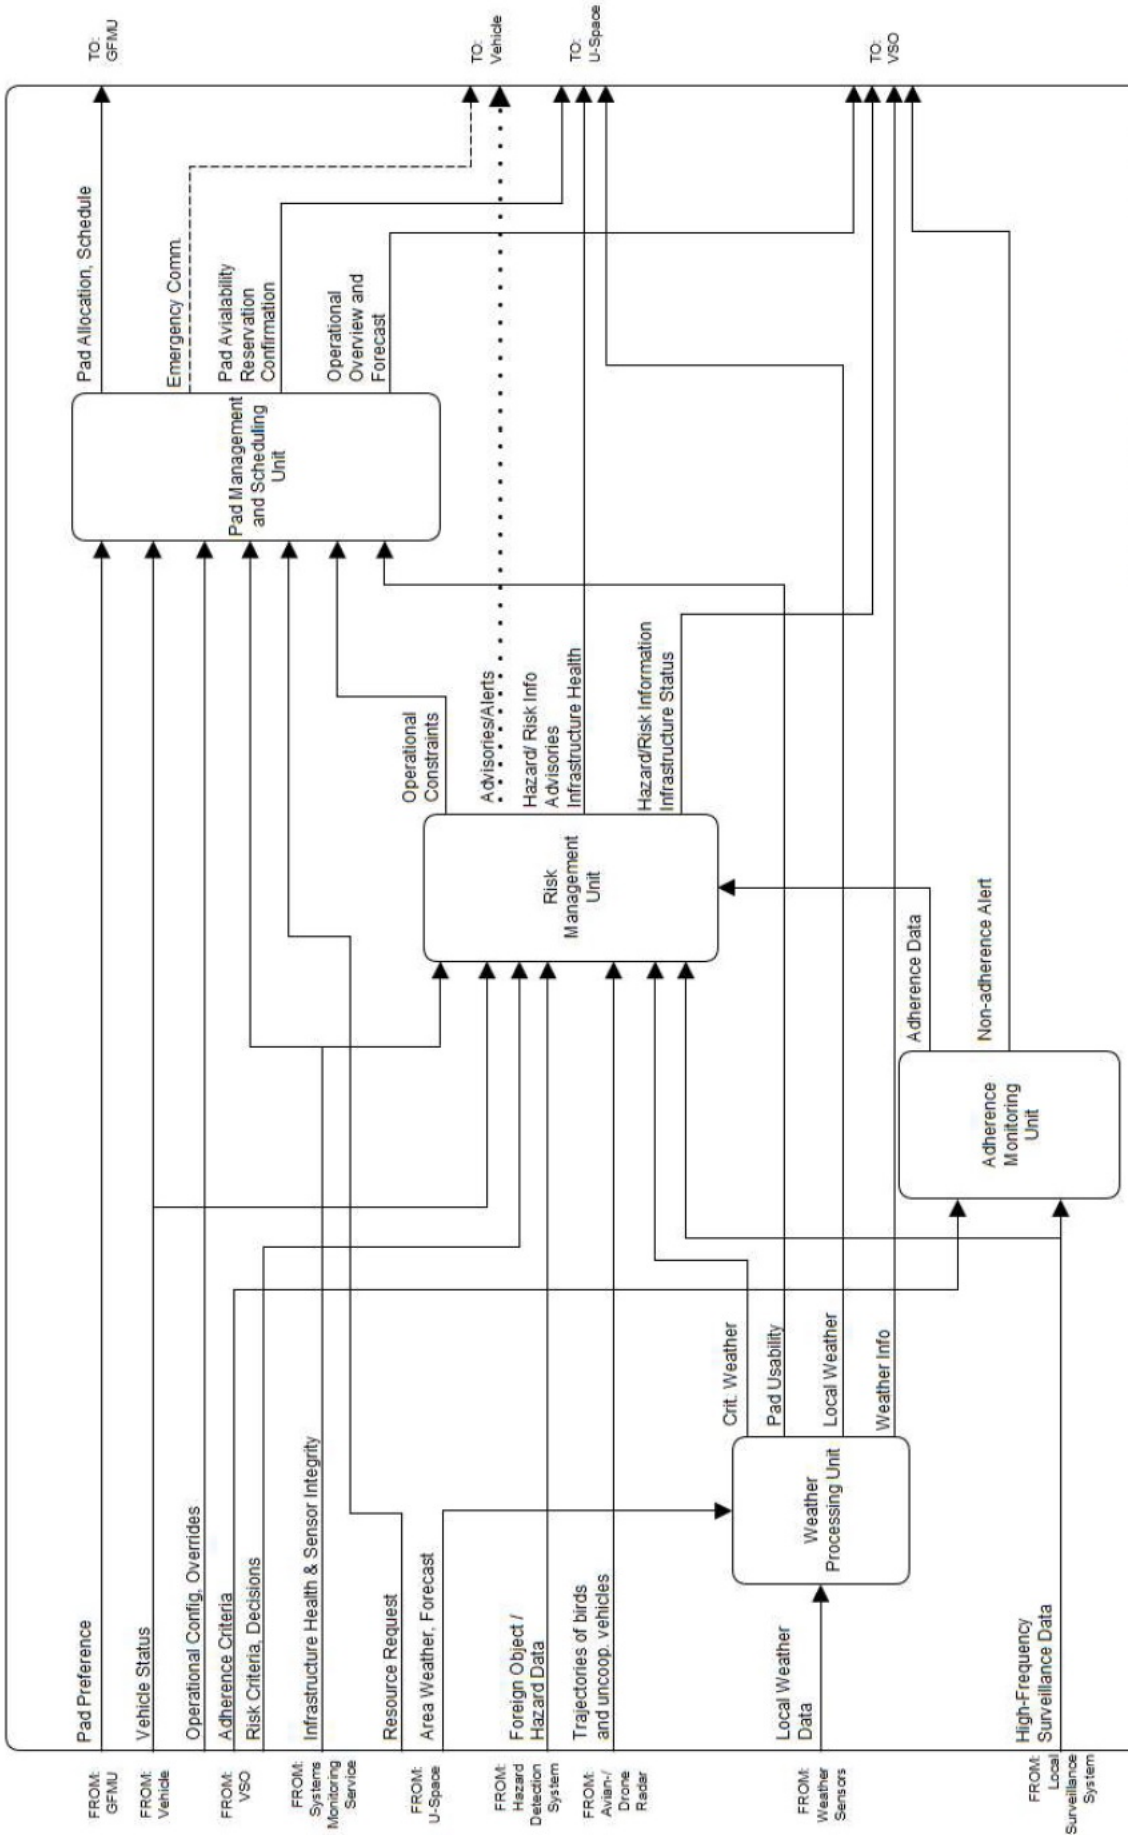 FROM:
GFMU
FROM:
Vehicle
FROM:
VSO
FROM:
Systems
Monitoring
Service
FROM:
U-Space
FROM:
Hazard
Detection
System
FROM:
Avian-/
Drone
Radar
FROM:
Weather
Sensors
FROM:
Local
Surveillance
System
Pad Preference
Vehicle Status
Operational Config, Overrides
Adherence Criteria
Risk Criteria, Decisions
Infrastructure Health & Sensor Integrity
Resource Request
Area Weather, Forecast
Foreign Object /
Hazard Data
Trajectories of birds
and uncoop. vehicles
Local Weather
Data
High-Frequency
Surveillance Data
Weather
Processing Unit
Crit. Weather
Pad Usability
Local Weather
Weather Info
Adherence
Monitoring
Unit
Adherence Data
Non-adherence Alert
Risk
Management
Unit
Operational
Constraints
Advisories/Alerts
Hazard/ Risk Info
Advisories
Infrastructure Health
Hazard/Risk Information
Infrastructure Status
Pad Management
and Scheduling
Unit
Pad Allocation, Schedule
Emergency Comm.
Pad Avialability
Reservation
Confirmation
Operational
Overview and
Forecast
TO:
GFMU
TO:
Vehicle
TO:
U-Space
TO:
VSO